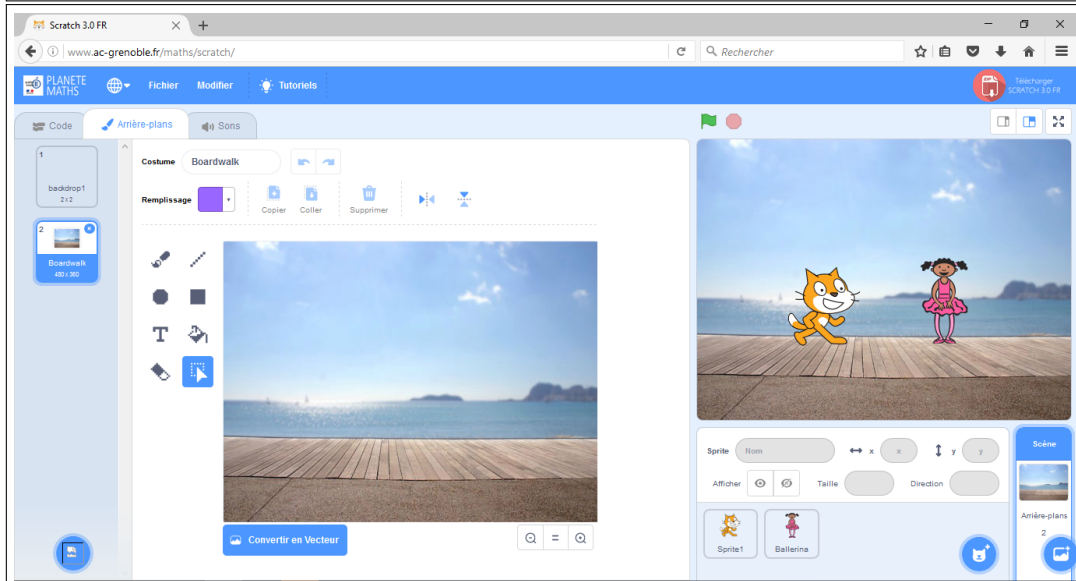 Scratch 3.0 FR
www.ac-grenoble.fr/maths/scratch/
Rechercher
PLANETE
MATHS
Fichier Modifier Tutoriels
Télécharger
SCRATCH 3.0 FR
Code Arrière-plans Sons
1
backdrop1
2 x 2
2
Boardwalk
480 x 360
Costume Boardwalk
Remplissage
Copier Coller Supprimer
T
Convertir en Vecteur
Sprite Nom x x y y
Afficher Taille Direction
Sprite1 Ballerina
Scène
Arrière-plans
2